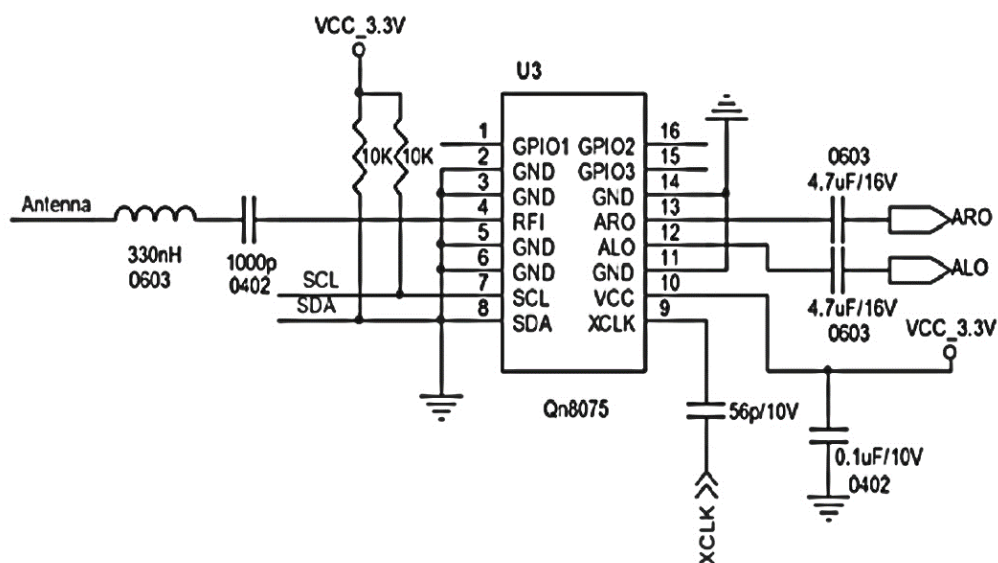 VCC_3.3V
U3
10K
10K
1
2
3
4
5
6
7
8
GPIO1
GND
GND
RFI
GND
GND
SCL
SDA
GPIO2
GPIO3
GND
ARO
ALO
GND
VCC
XCLK
16
15
14
13
12
11
10
9
Qn8075
Antenna
330nH
0603
1000p
0402
SCL
SDA
0603
4.7uF/16V
ARO
ALO
4.7uF/16V
0603
VCC_3.3V
56p/10V
0.1uF/10V
0402
XCLK